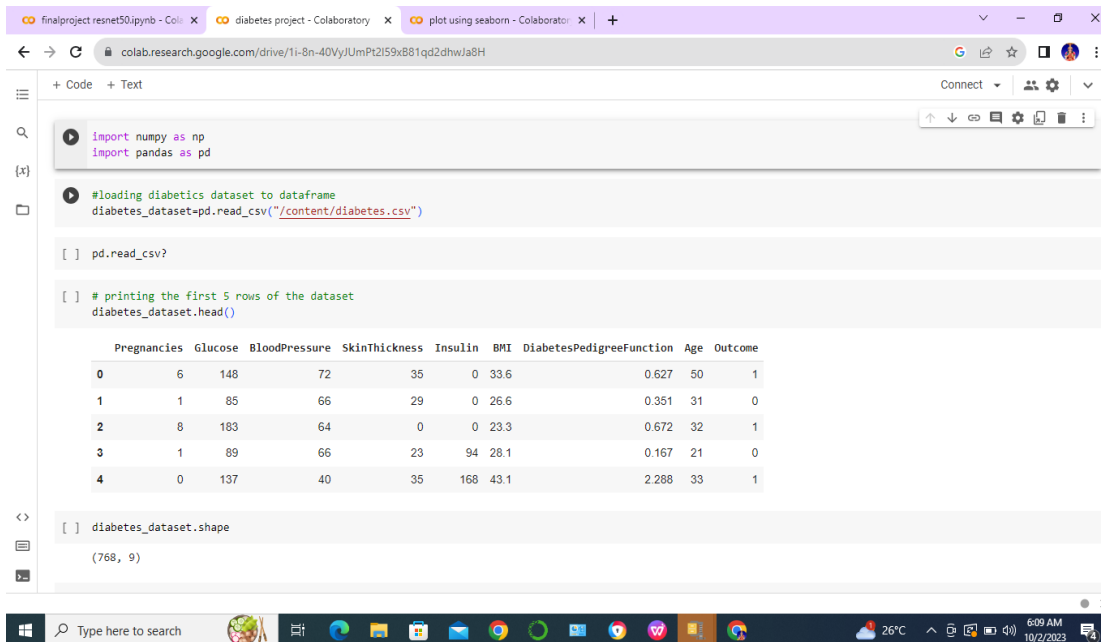 finalproject resnet50.ipynb - Cola
diabetes project - Colaboratory
plot using seaborn - Colaborator
colab.research.google.com/drive/1i-8n-40VyJUmPt2I59xB81qd2dhwJa8H
+ Code + Text
Connect
import numpy as np
import pandas as pd
{x}
#loading diabetics dataset to dataframe
diabetes_dataset=pd.read_csv("/content/diabetes.csv")
[ ] pd.read_csv?
[ ] # printing the first 5 rows of the dataset
diabetes_dataset.head()
Pregnancies Glucose BloodPressure SkinThickness Insulin BMI DiabetesPedigreeFunction Age Outcome
0 6 148 72 35 0 33.6 0.627 50 1
1 1 85 66 29 0 26.6 0.351 31 0
2 8 183 64 0 0 23.3 0.672 32 1
3 1 89 66 23 94 28.1 0.167 21 0
4 0 137 40 35 168 43.1 2.288 33 1
[ ] diabetes_dataset.shape
(768, 9)
Type here to search
26°C
6:09 AM
10/2/2023
4